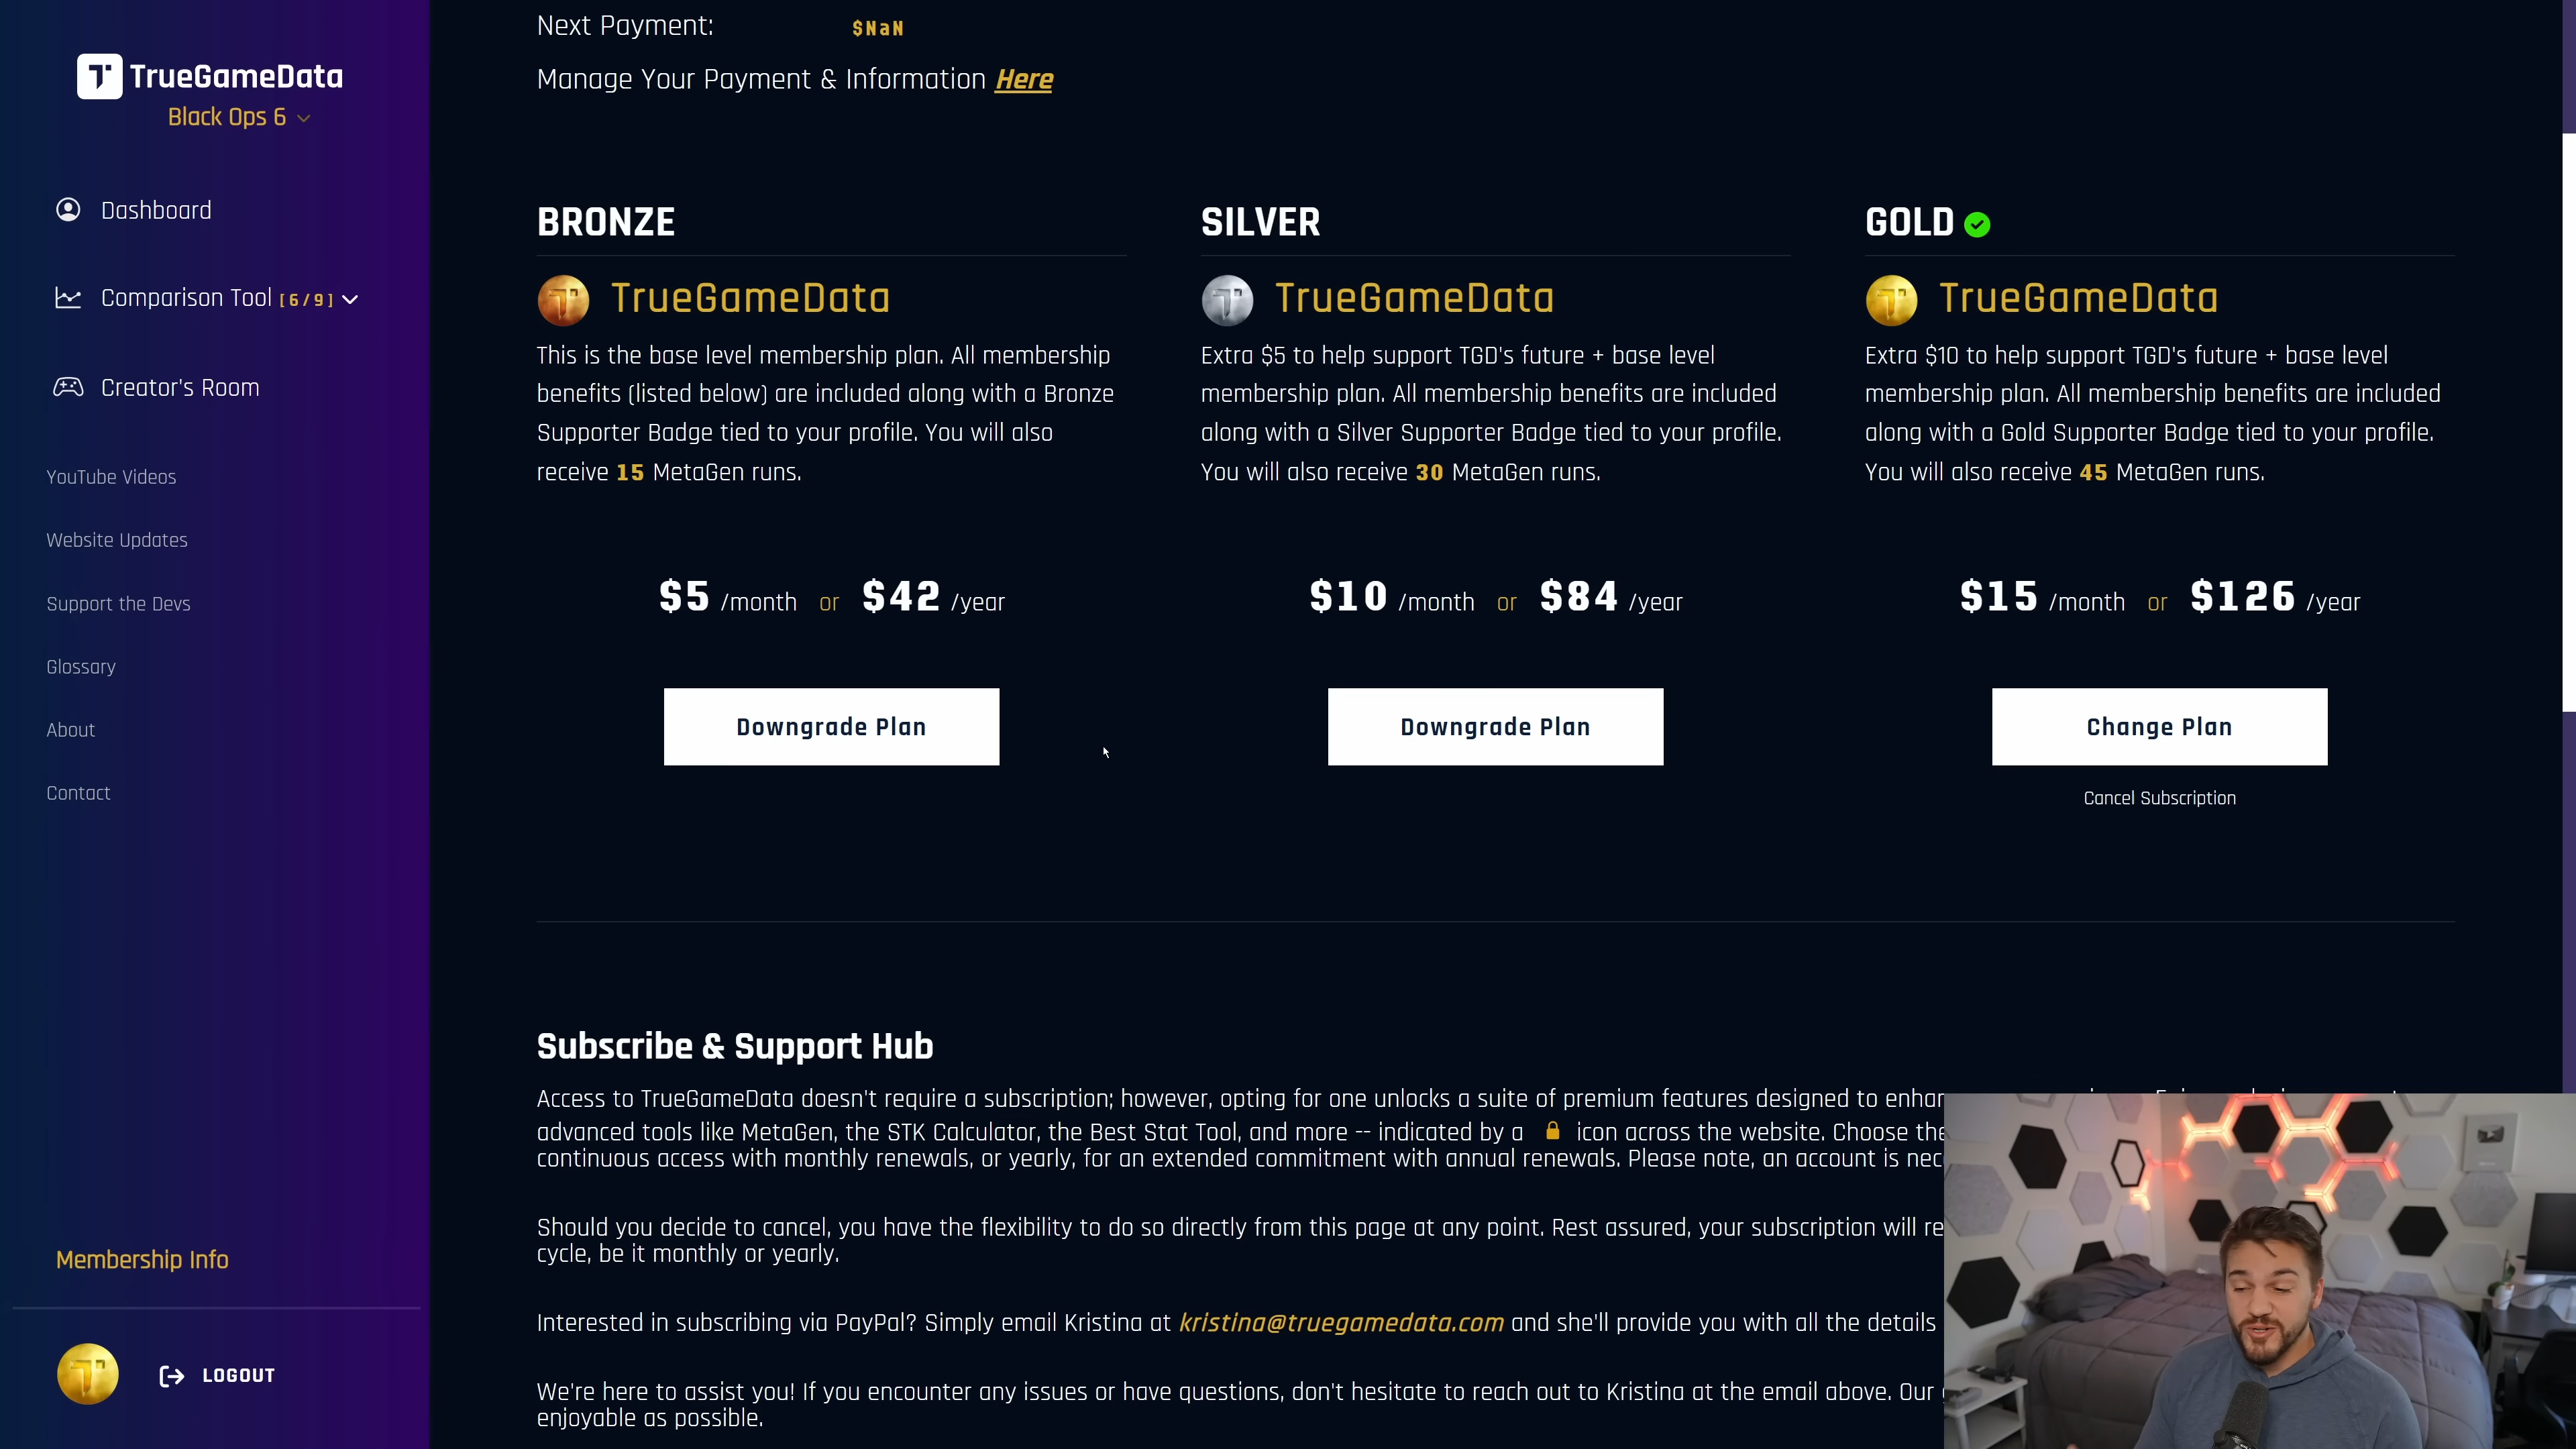 TrueGameData
Black Ops 6
Dashboard
Comparison Tool [6/9]
Creator's Room
YouTube Videos
Website Updates
Support the Devs
Glossary
About
Contact
Membership Info
LOGOUT
Next Payment: $NaN
Manage Your Payment & Information Here
BRONZE
TrueGameData
This is the base level membership plan. All membership
benefits (listed below) are included along with a Bronze
Supporter Badge tied to your profile. You will also
receive 15 MetaGen runs.
$5 /month or $42 /year
Downgrade Plan
SILVER
TrueGameData
Extra $5 to help support TGD's future + base level
membership plan. All membership benefits are included
along with a Silver Supporter Badge tied to your profile.
You will also receive 30 MetaGen runs.
$10 /month or $84 /year
Downgrade Plan
GOLD
TrueGameData
Extra $10 to help support TGD's future + base level
membership plan. All membership benefits are included
along with a Gold Supporter Badge tied to your profile.
You will also receive 45 MetaGen runs.
$15 /month or $126 /year
Change Plan
Cancel Subscription
Subscribe & Support Hub
Access to TrueGameData doesn't require a subscription; however, opting for one unlocks a suite of premium features designed to
advanced tools like MetaGen, the STK Calculator, the Best Stat Tool, and more -- indicated by a icon across the website. Choose
continuous access with monthly renewals, or yearly, for an extended commitment with annual renewals. Please note, an account is
Should you decide to cancel, you have the flexibility to do so directly from this page at any point. Rest assured, your subscription will
cycle, be it monthly or yearly.
Interested in subscribing via PayPal? Simply email Kristina at kristina@truegamedata.com and she'll provide you with all the details
We're here to assist you! If you encounter any issues or have questions, don't hesitate to reach out to Kristina at the email above. Our
enjoyable as possible.